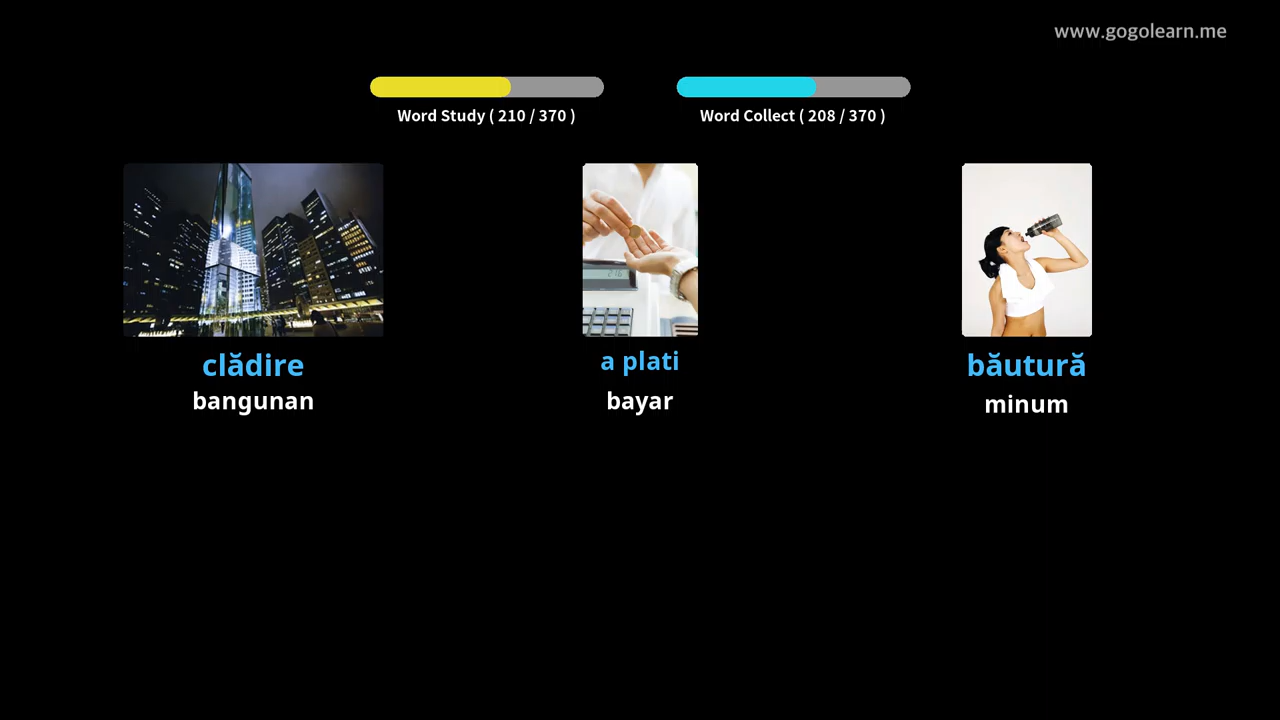 www.gogolearn.me
Word Study ( 210 / 370 )
Word Collect ( 208 / 370 )
clădire
bangunan
a plati
bayar
băutură
minum